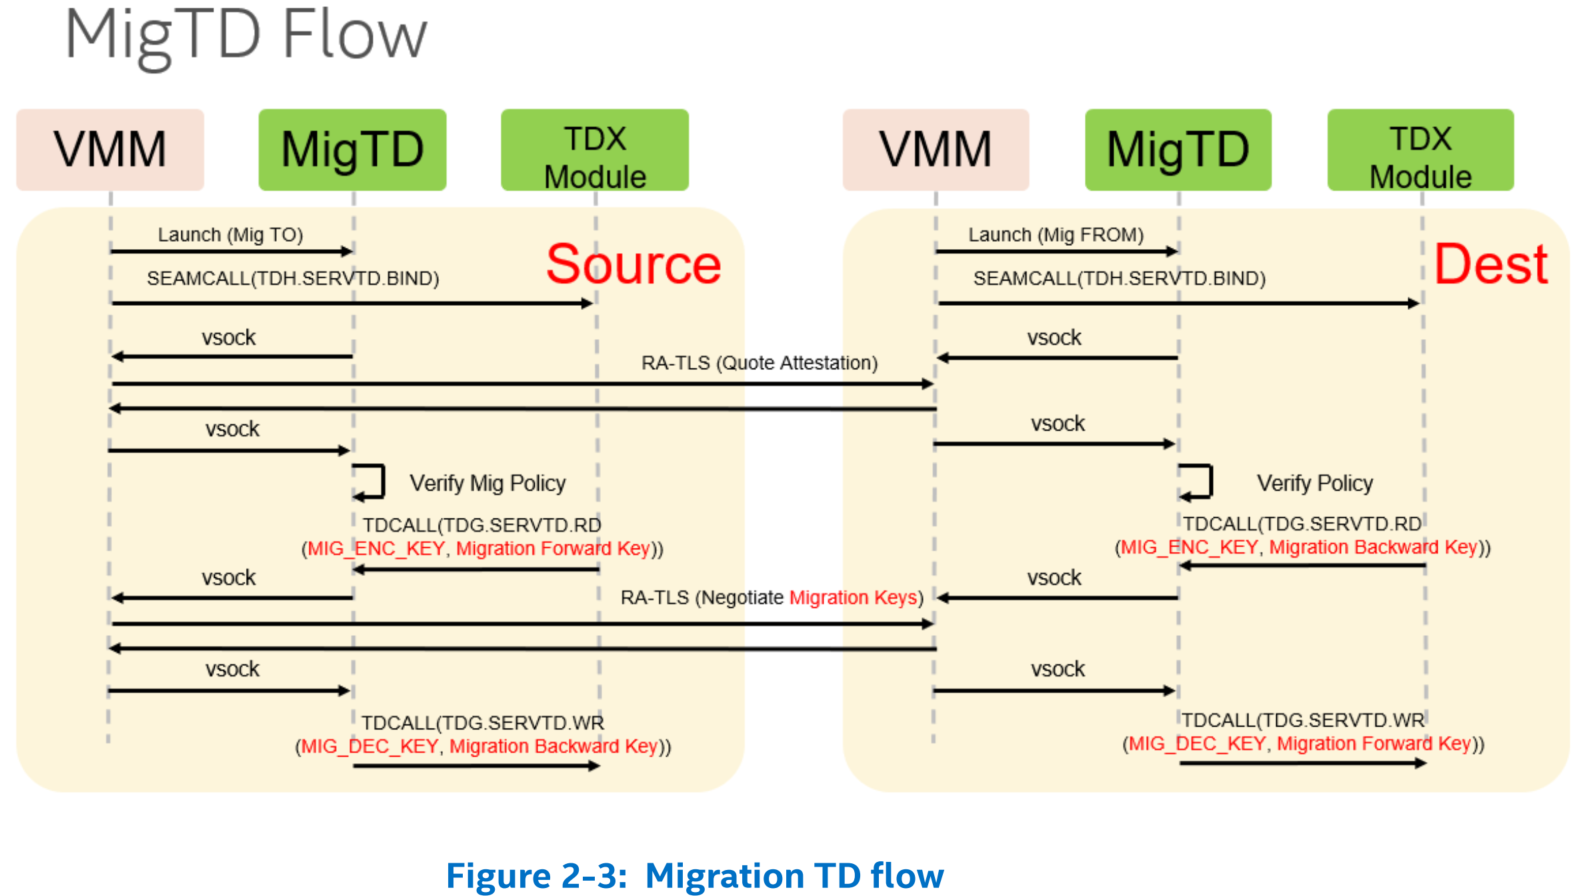 MigTD Flow
VMM
MigTD
TDX
Module
VMM
MigTD
TDX
Module
Source
Launch (Mig TO)
SEAMCALL(TDH.SERVTD.BIND)
vsock
RA-TLS (Quote Attestation)
vsock
Verify Mig Policy
TDCALL(TDG.SERVTD.RD
(MIG_ENC_KEY, Migration Forward Key))
vsock
RA-TLS (Negotiate Migration Keys)
vsock
TDCALL(TDG.SERVTD.WR
(MIG_DEC_KEY, Migration Backward Key))
Dest
Launch (Mig FROM)
SEAMCALL(TDH.SERVTD.BIND)
vsock
vsock
Verify Policy
TDCALL(TDG.SERVTD.RD
(MIG_ENC_KEY, Migration Backward Key))
vsock
vsock
TDCALL(TDG.SERVTD.WR
(MIG_DEC_KEY, Migration Forward Key))
Figure 2-3: Migration TD flow